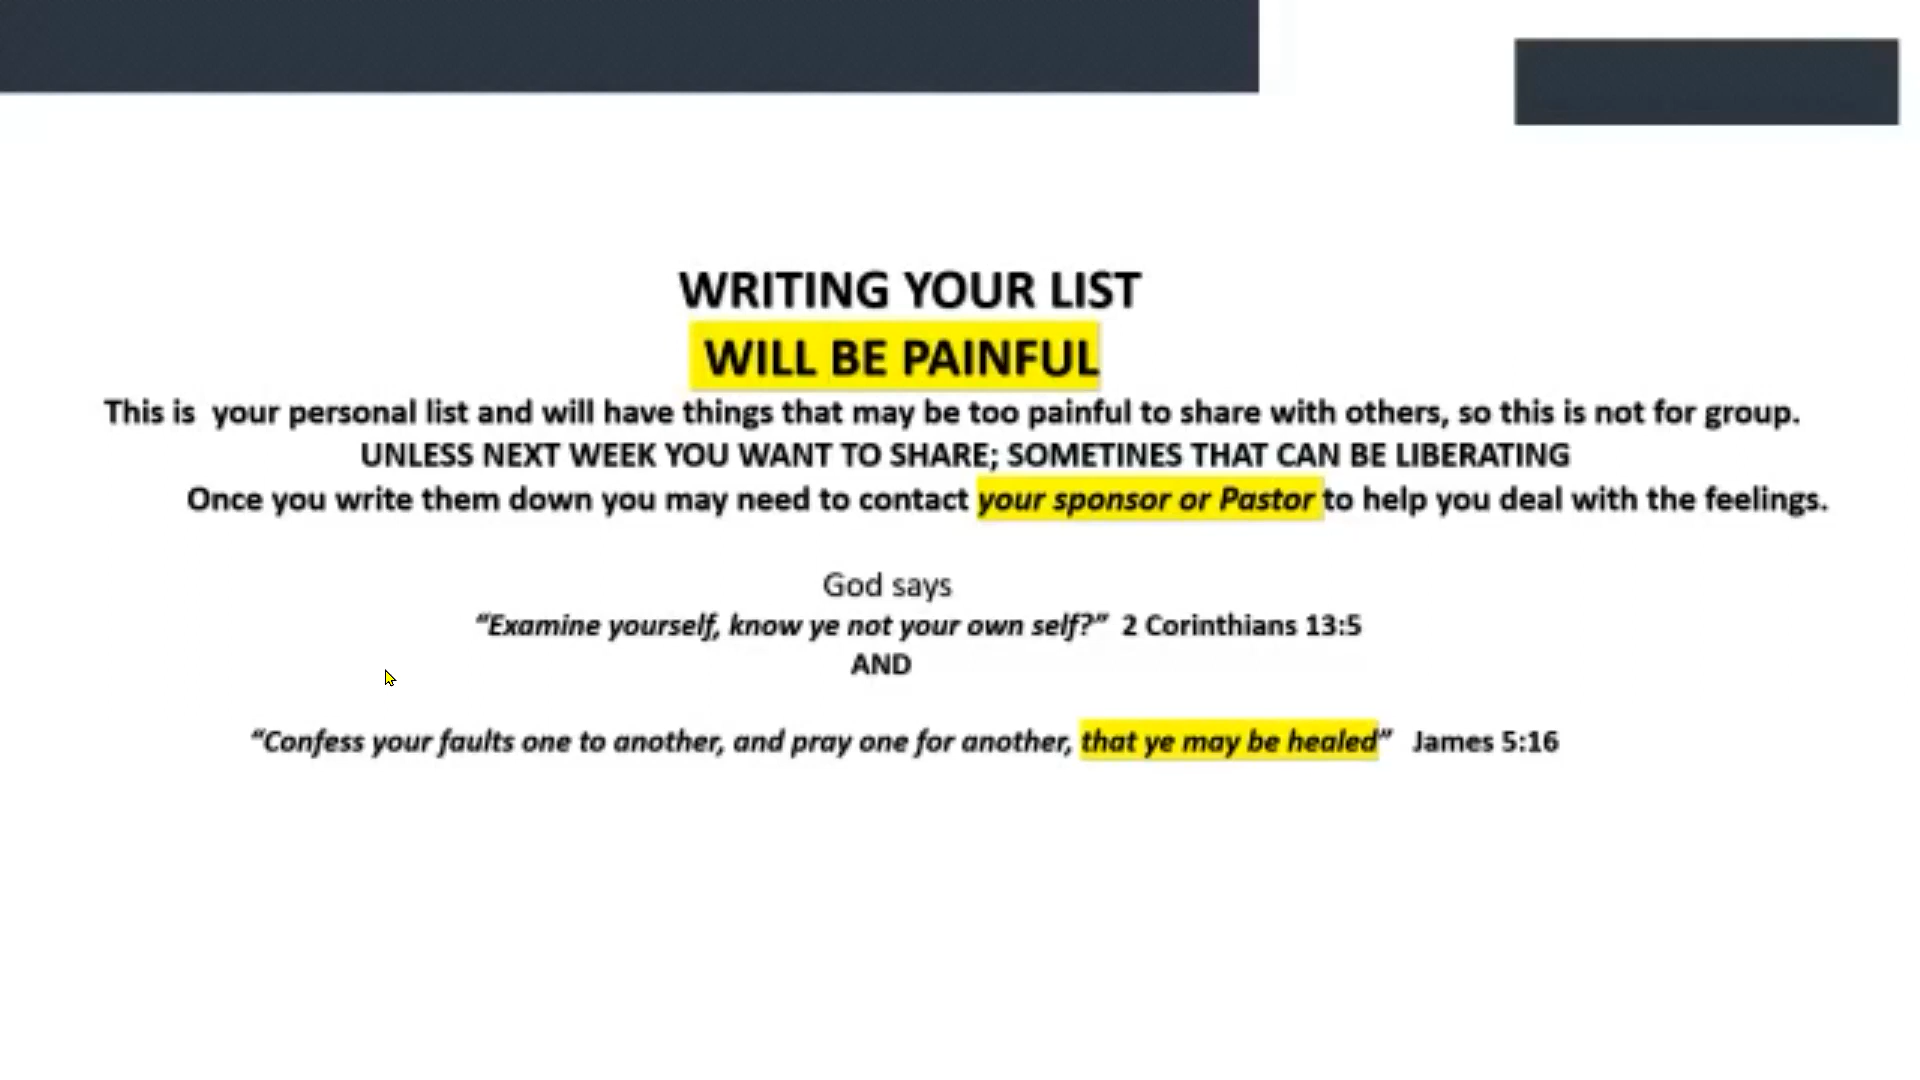 WRITING YOUR LIST
WILL BE PAINFUL
This is  your personal list and will have things that may be too painful to share with others, so this is not for group.
UNLESS NEXT WEEK YOU WANT TO SHARE; SOMETINES THAT CAN BE LIBERATING
Once you write them down you may need to contact your sponsor or Pastor to help you deal with the feelings.
God says
“Examine yourself, know ye not your own self?”  2 Corinthians 13:5
AND
“Confess your faults one to another, and pray one for another, that ye may be healed”   James 5:16